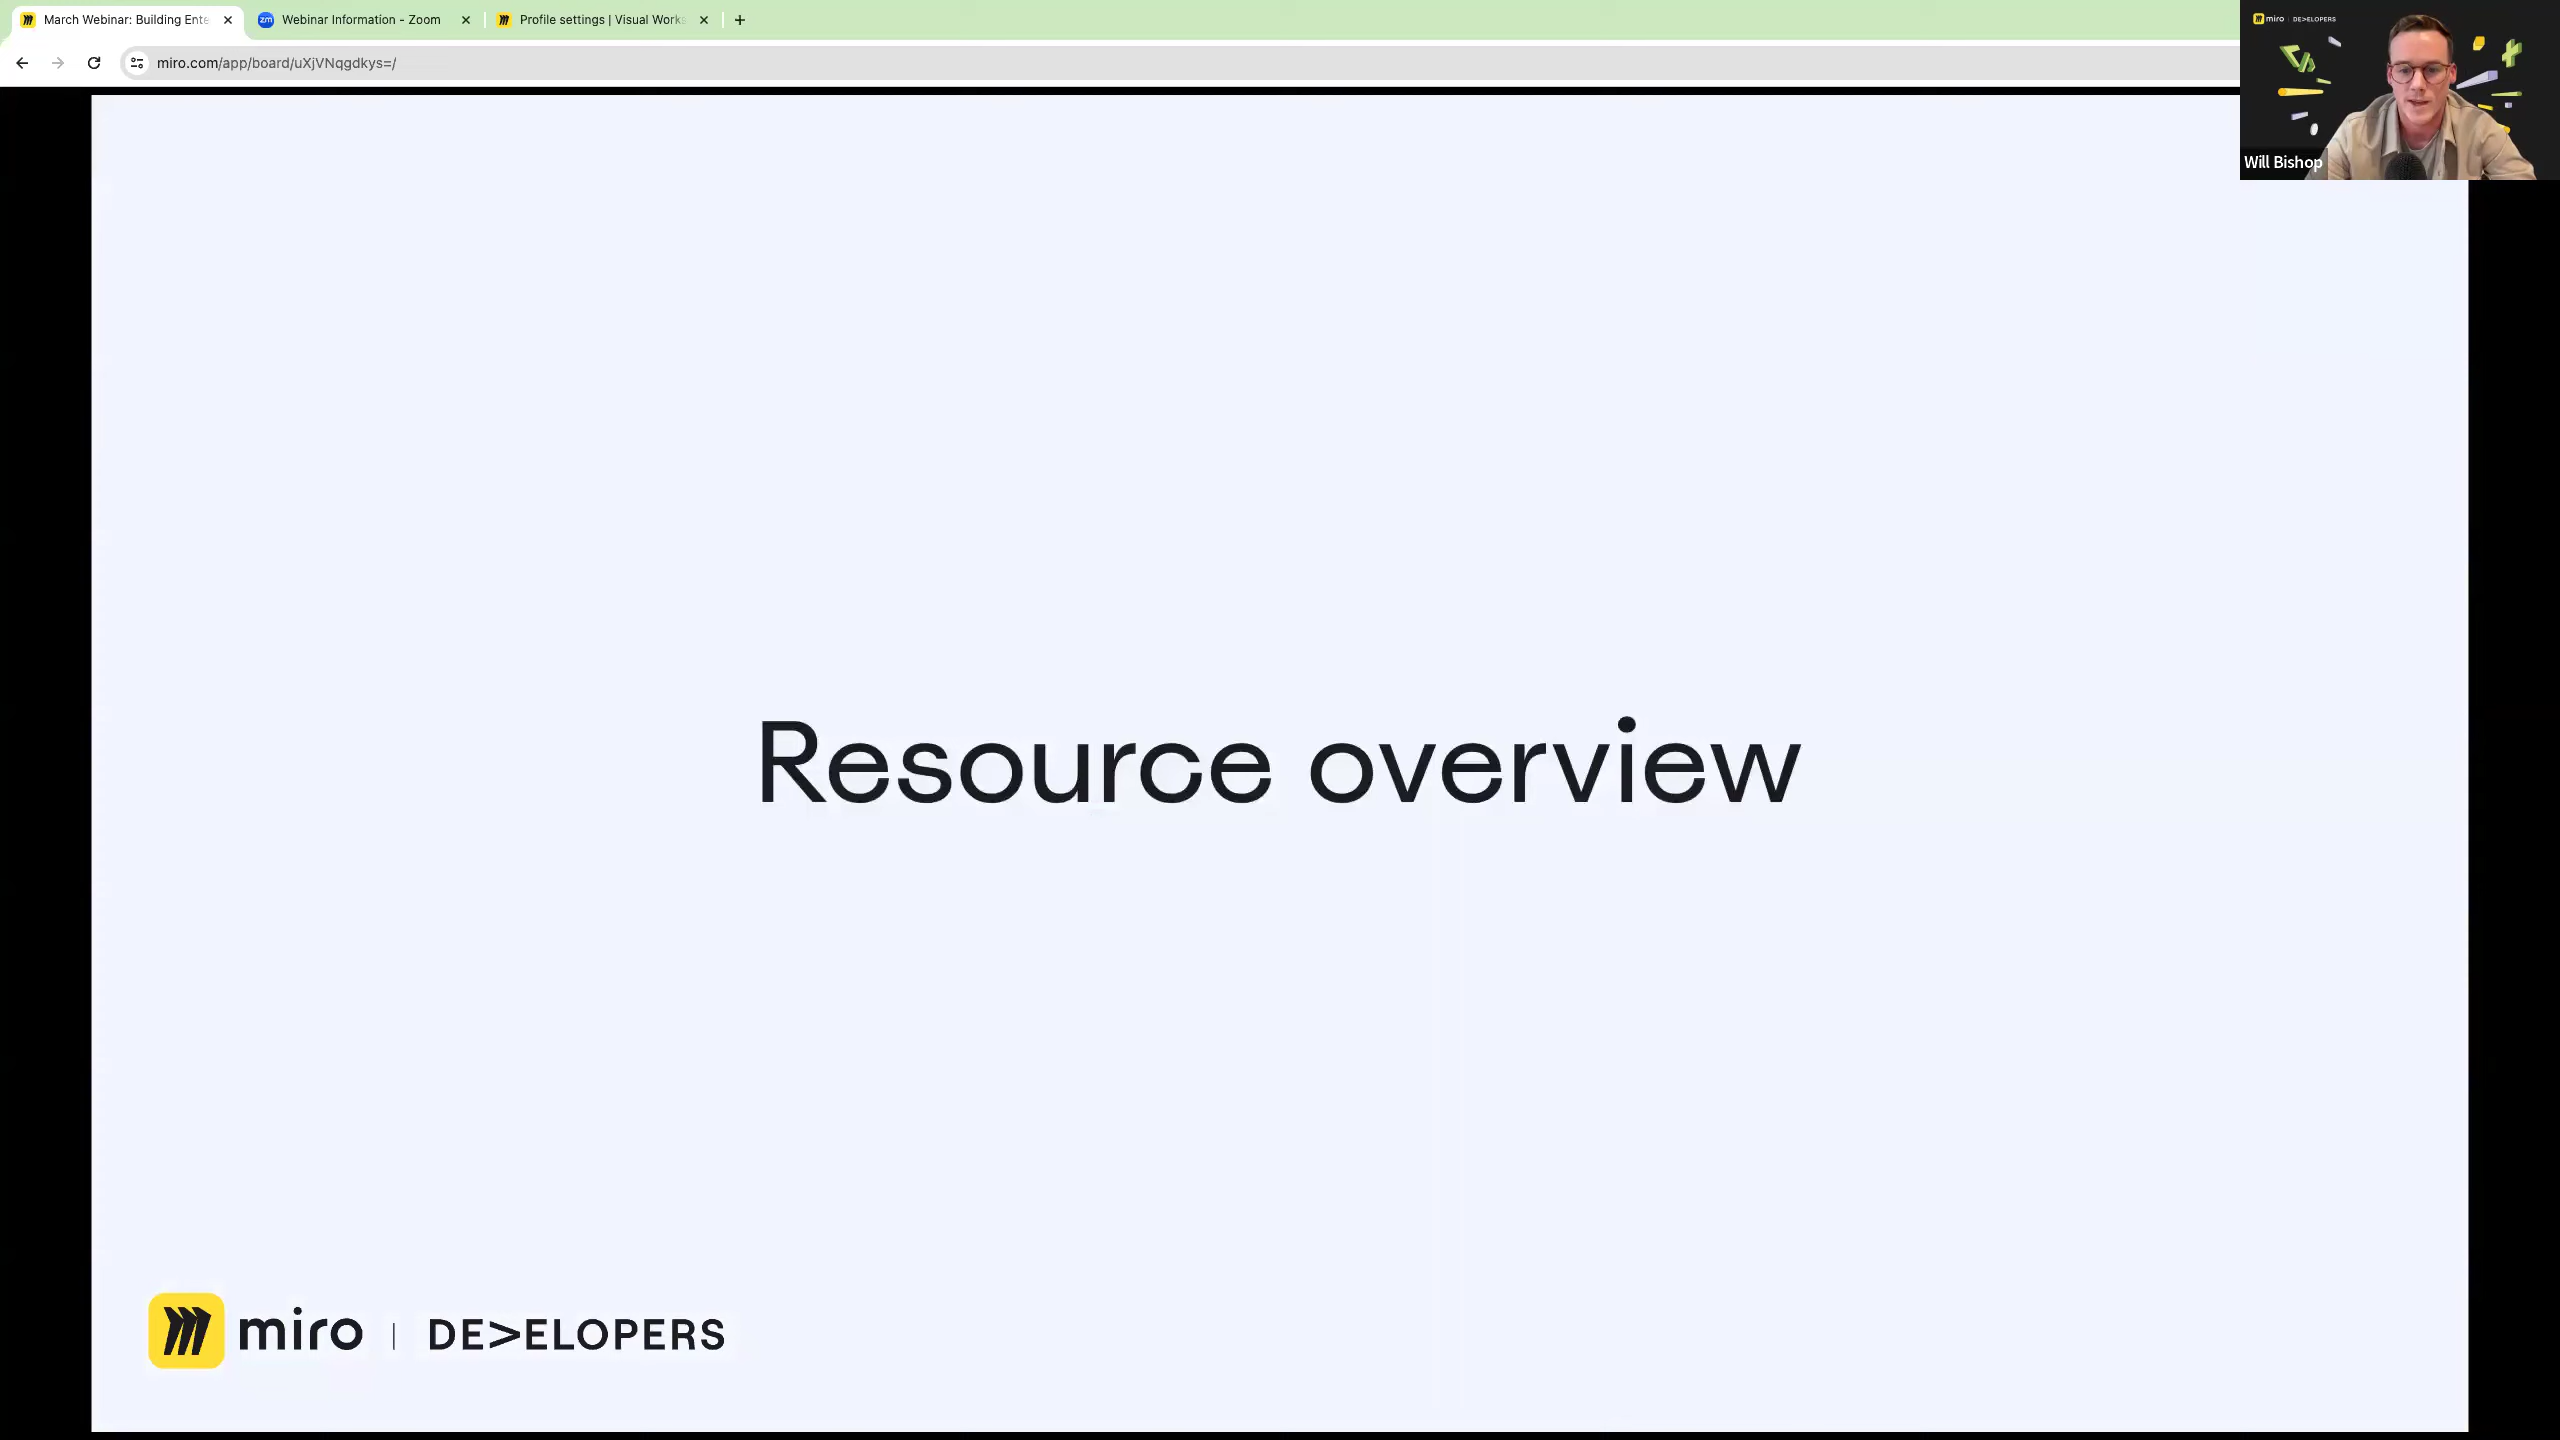 March Webinar: Building Ente
Webinar Information - Zoom
Profile settings | Visual Works
miro.com/app/board/uXjVNqgdkys=/
miro | DE>ELOPERS
Will Bishop
Resource overview
miro | DE>ELOPERS